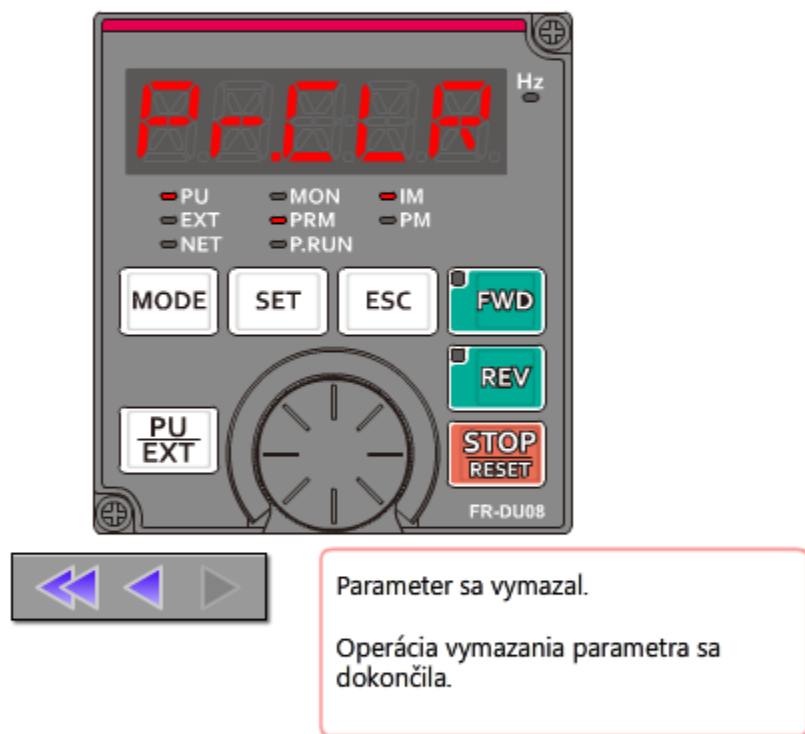 Pr.CLR
Hz
PU MON IM
EXT PRM PM
NET P.RUN
MODE SET ESC FWD
REV
PU
EXT
STOP
RESET
FR-DU08
Parameter sa vymazal.
Operácia vymazania parametra sa
dokončila.